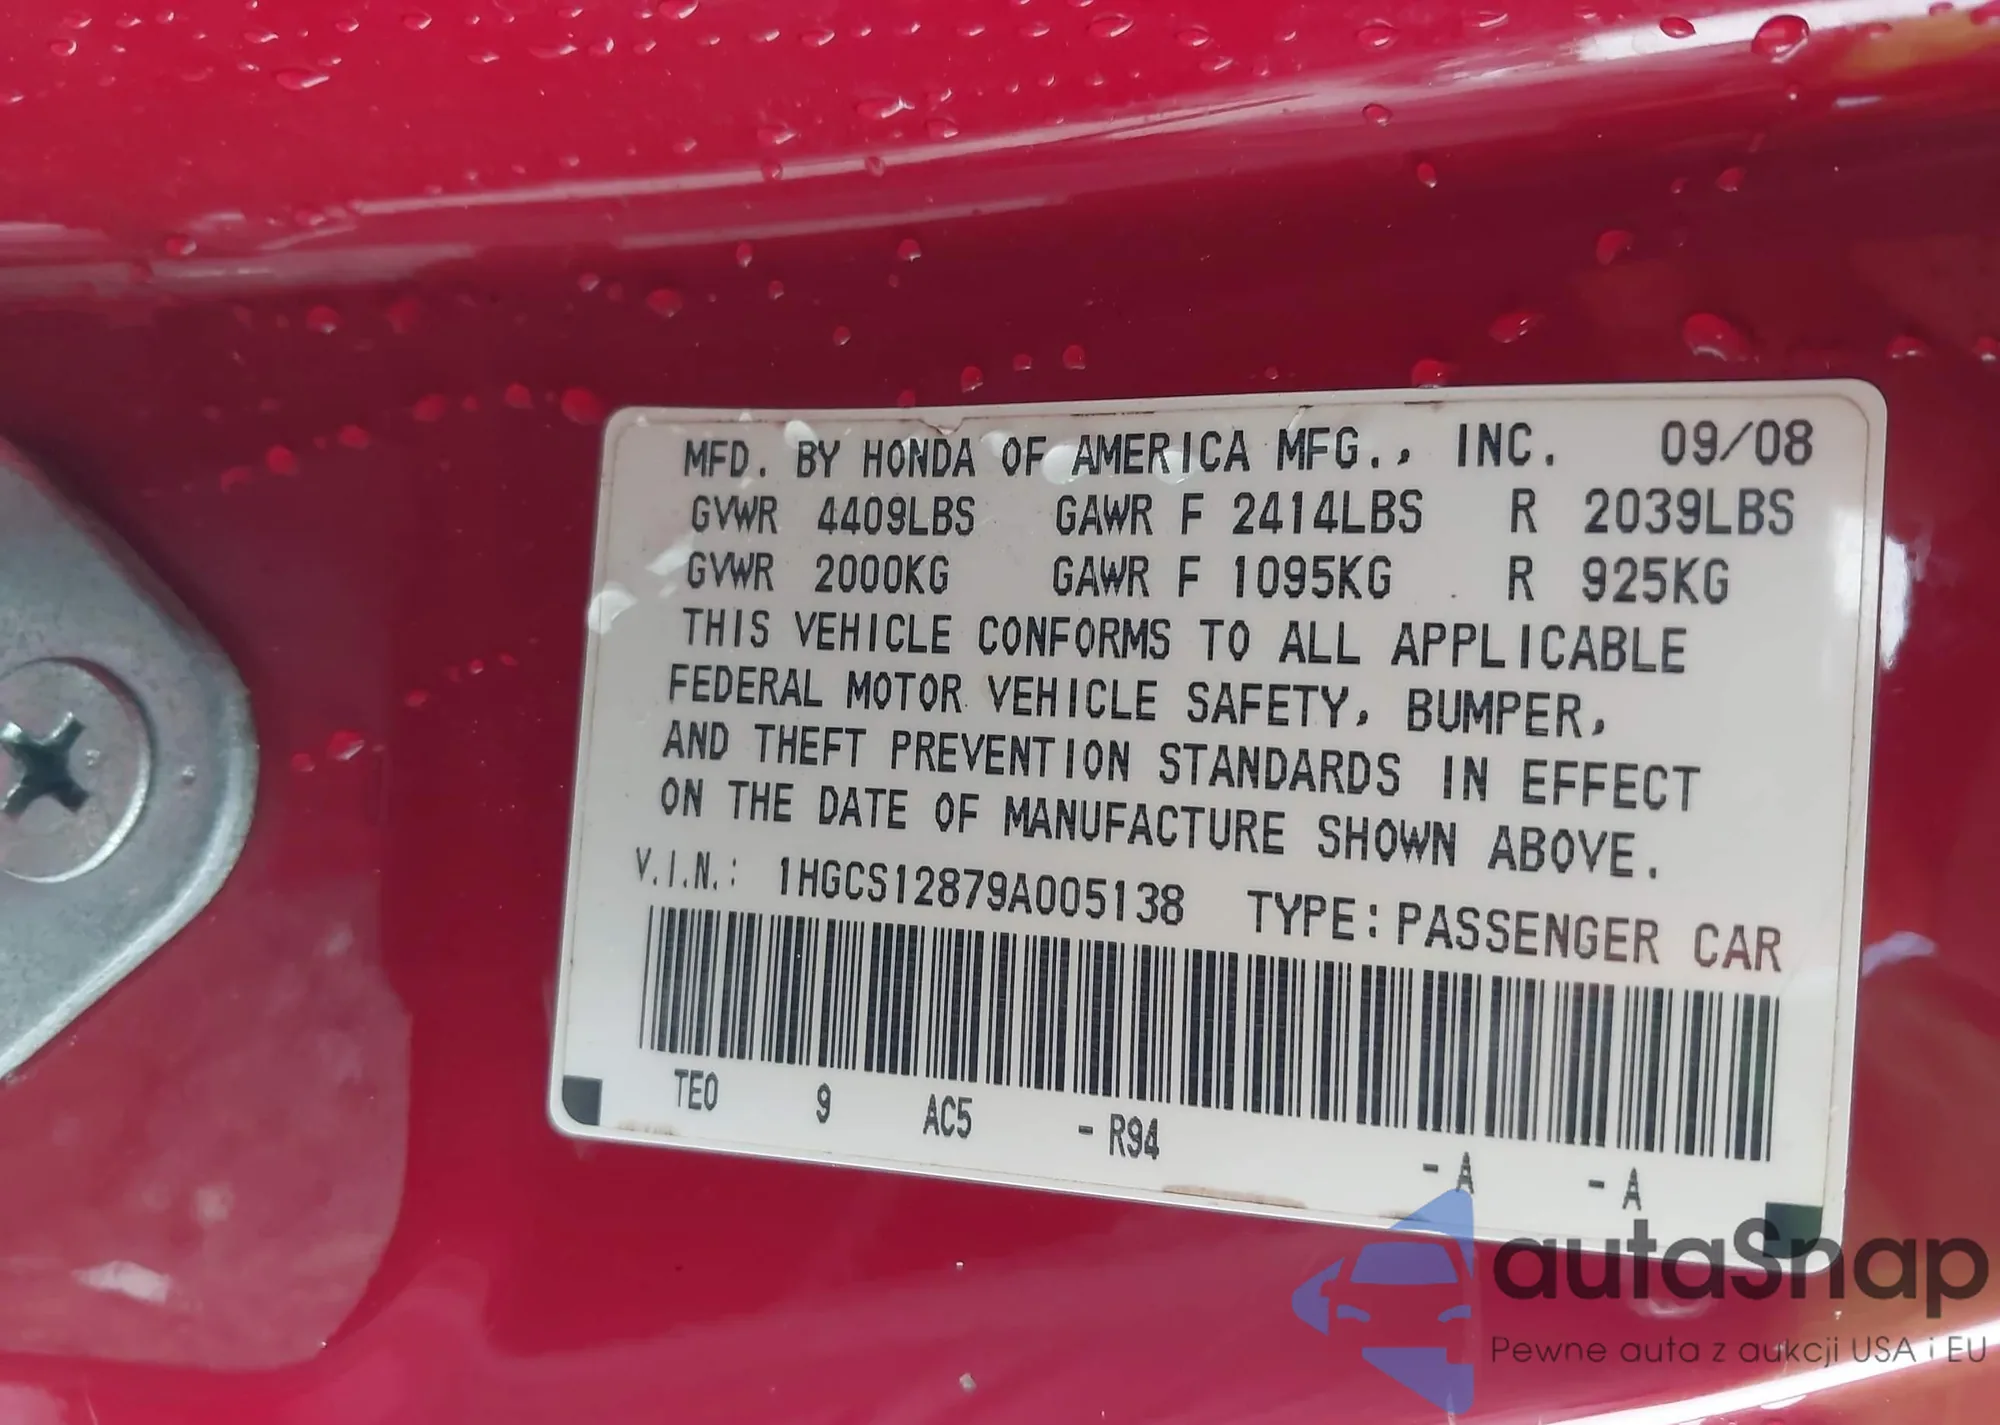 MFD. BY HONDA OF AMERICA MFG., INC. 09/08
GVWR 4409LBS GAWR F 2414LBS R 2039LBS
GVWR 2000KG GAWR F 1095KG R 925KG
THIS VEHICLE CONFORMS TO ALL APPLICABLE
FEDERAL MOTOR VEHICLE SAFETY, BUMPER,
AND THEFT PREVENTION STANDARDS IN EFFECT
ON THE DATE OF MANUFACTURE SHOWN ABOVE.
V.I.N.: 1HGCS12879A005138 TYPE: PASSENGER CAR
TE0 9 AC5 - R94 - A - A
autaSnap
Pewne auta z aukcji USA i EU